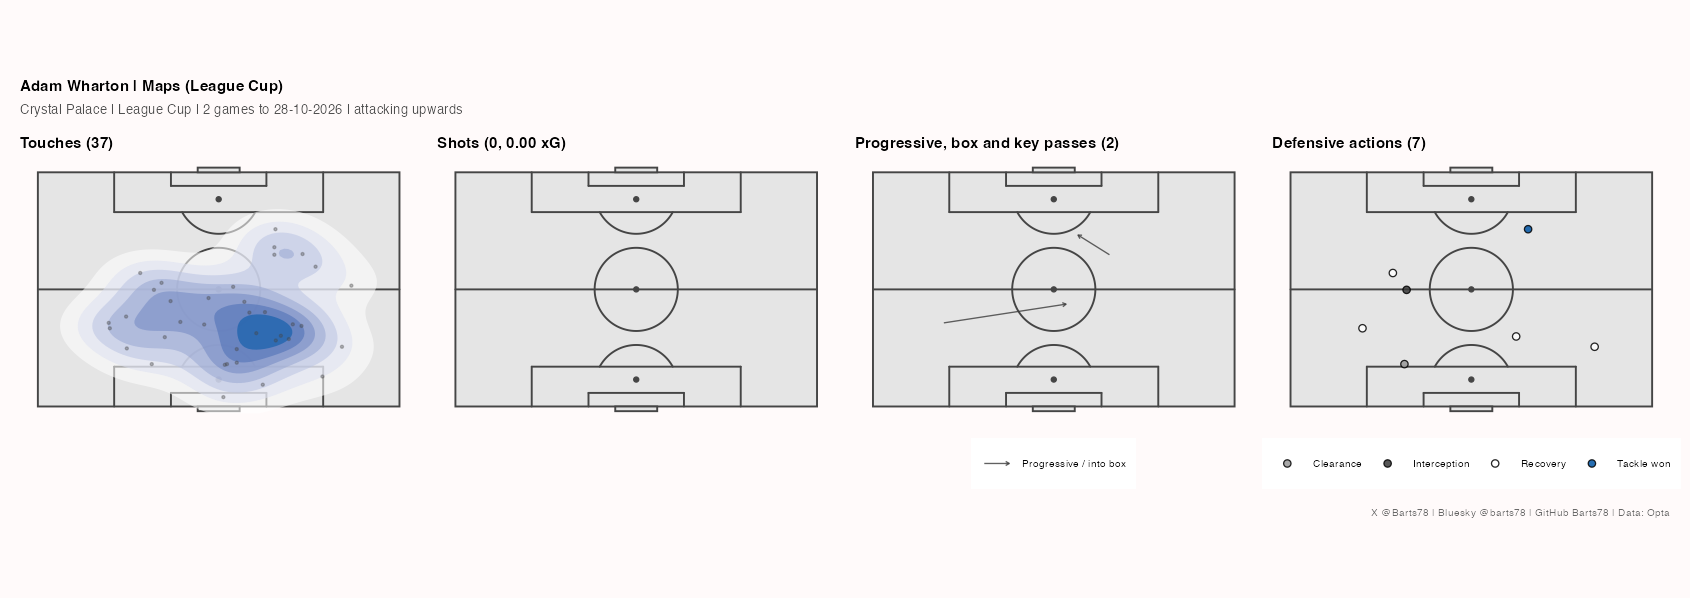 Adam Wharton | Maps (League Cup)
Crystal Palace | League Cup | 2 games to 28-10-2026 | attacking upwards
Touches (37)
Shots (0, 0.00 xG)
Progressive, box and key passes (2)
Defensive actions (7)
Progressive / into box
Clearance
Interception
Recovery
Tackle won
X @Barts78 | Bluesky @barts78 | GitHub Barts78 | Data: Opta